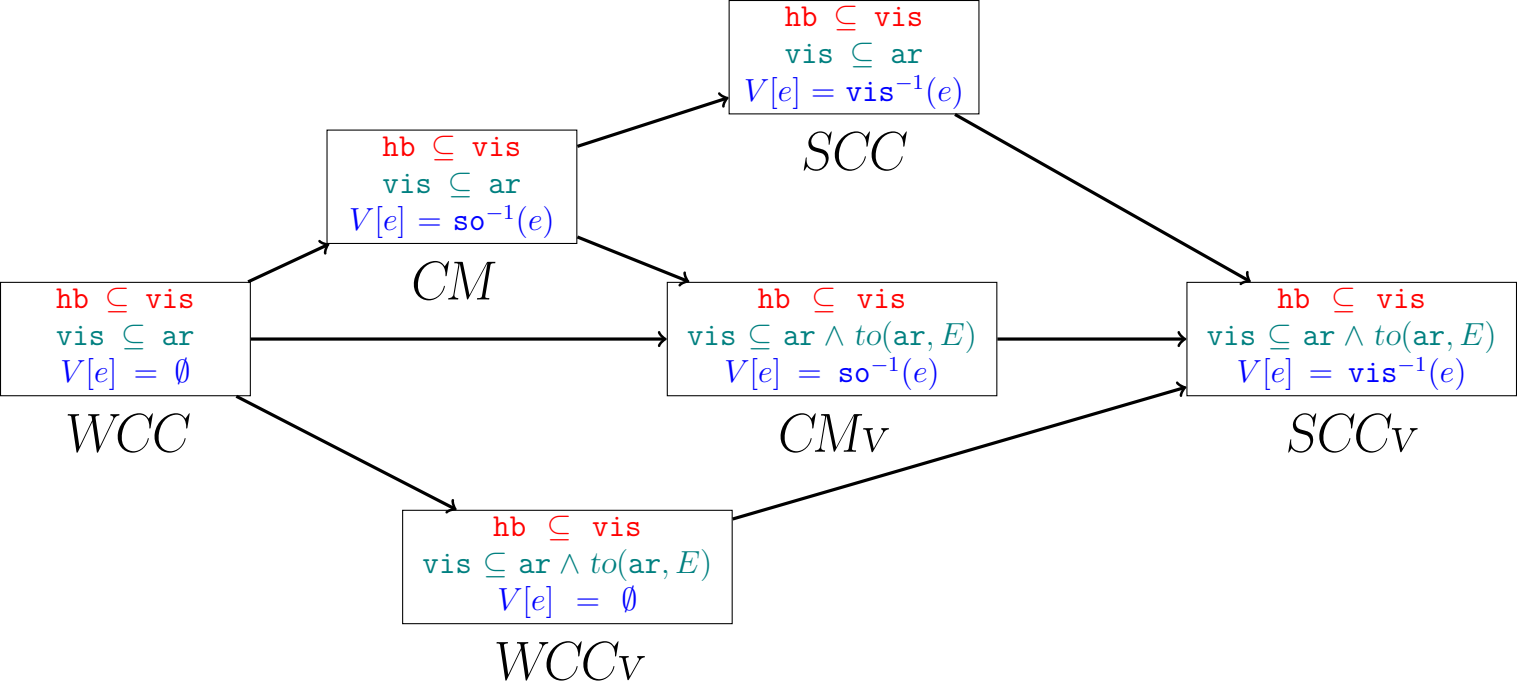 hb ⊆ vis
vis ⊆ ar
V[e] = vis⁻¹(e)
SCC
hb ⊆ vis
vis ⊆ ar
V[e] = so⁻¹(e)
CM
hb ⊆ vis
vis ⊆ ar
V[e] = ∅
WCC
hb ⊆ vis
vis ⊆ ar ∧ to(ar, E)
V[e] = so⁻¹(e)
CMv
hb ⊆ vis
vis ⊆ ar ∧ to(ar, E)
V[e] = vis⁻¹(e)
SCCv
hb ⊆ vis
vis ⊆ ar ∧ to(ar, E)
V[e] = ∅
WCCv